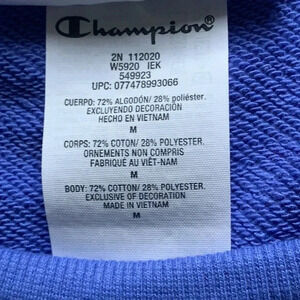 Champion
2N 112020
W5920 IEK
549923
UPC: 077478993066
CUERPO: 72% ALGODÓN/ 28% poliéster.
EXCLUYENDO DECORACIÓN
HECHO EN VIETNAM
M
CORPS: 72% COTON/ 28% POLYESTER.
ORNEMENTS NON COMPRIS
FABRIQUÉ AU VIÊT-NAM
M
BODY: 72% COTTON/ 28% POLYESTER.
EXCLUSIVE OF DECORATION
MADE IN VIETNAM
M